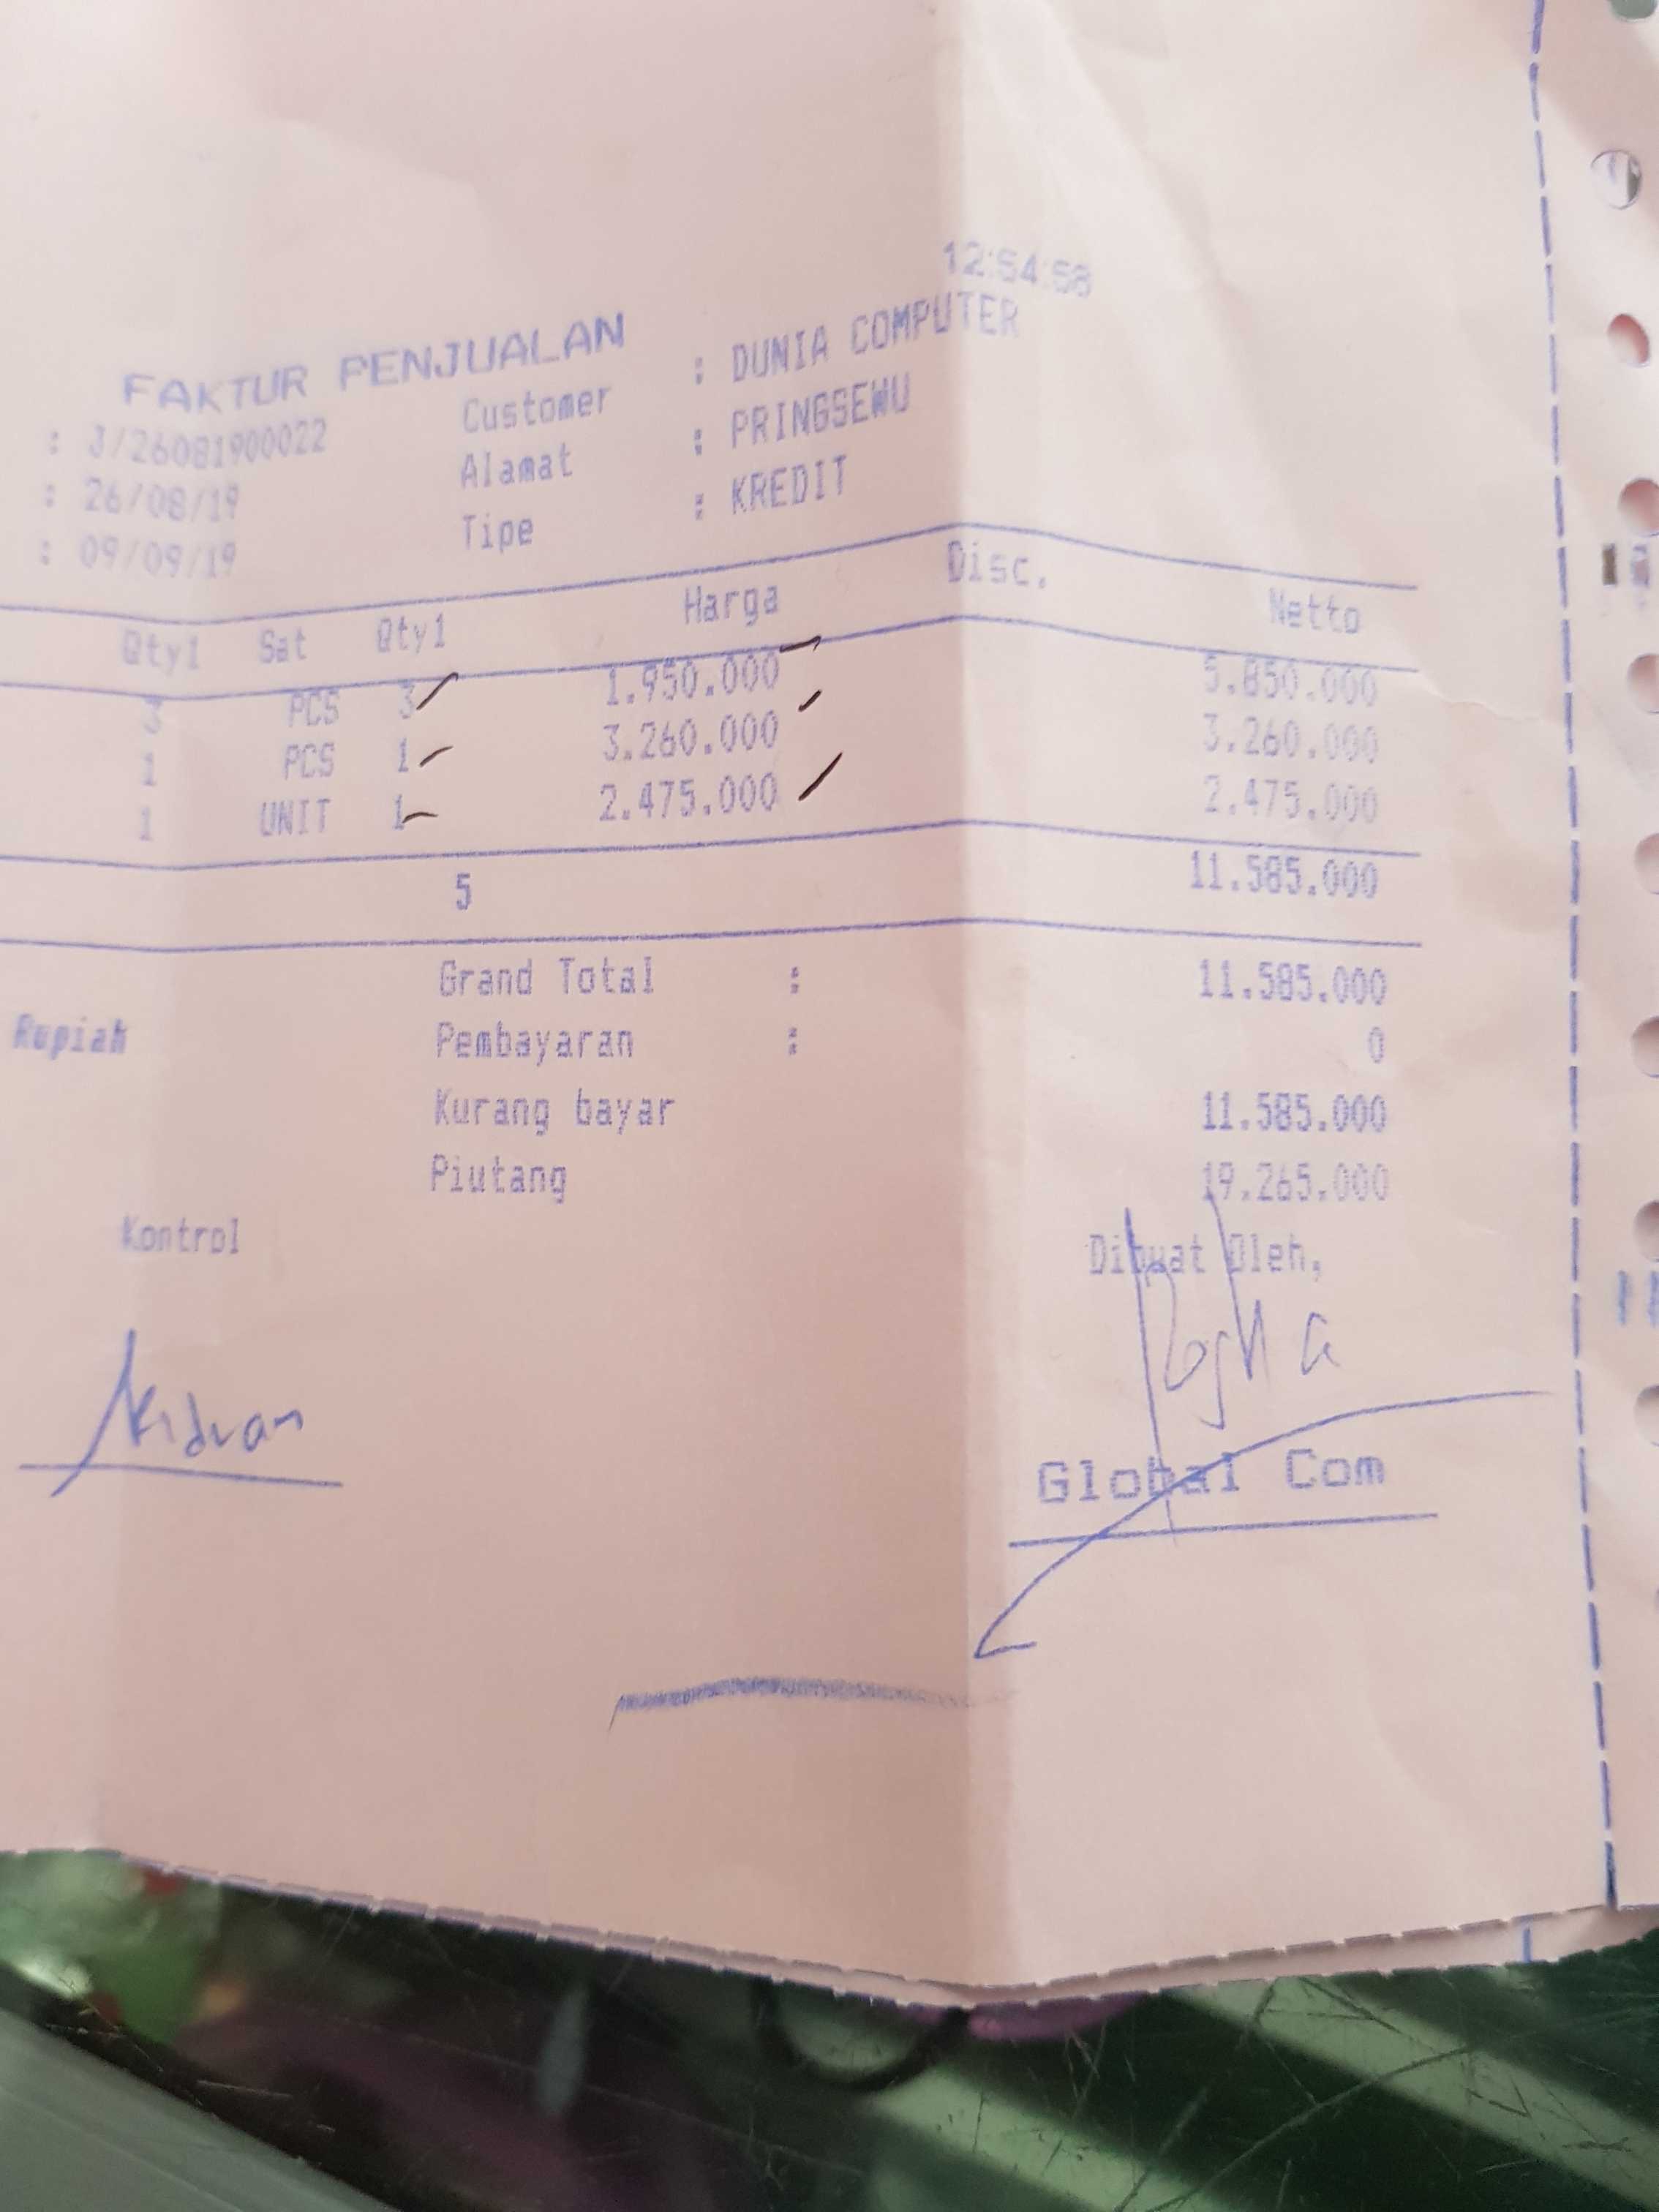 12:54:58
FAKTUR PENJUALAN
: 3/26081900022 Customer : DUNIA COMPUTER
: 26/08/19 Alamat : PRINGSEWU
: 09/09/19 Tipe : KREDIT
Qty1 Sat Qty1 Harga Disc. Netto
3 PCS 3 1.950.000 5.850.000
1 PCS 1 3.260.000 3.260.000
1 UNIT 1 2.475.000 2.475.000
5 11.585.000
Grand Total : 11.585.000
Rupiah Pembayaran : 0
Kurang bayar 11.585.000
Piutang 19.265.000
Kontrol Dibuat Oleh,
Global Com